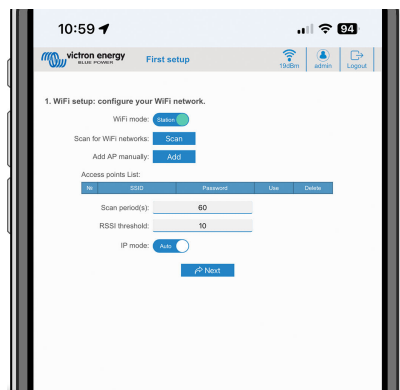 10:59
94
victron energy
BLUE POWER
First setup
19dBm
admin
Logout
1. WiFi setup: configure your WiFi network.
WiFi mode: Station
Scan for WiFi networks: Scan
Add AP manually: Add
Access points List:
№ SSID Password Use Delete
Scan period(s): 60
RSSI threshold: 10
IP mode: Auto
Next